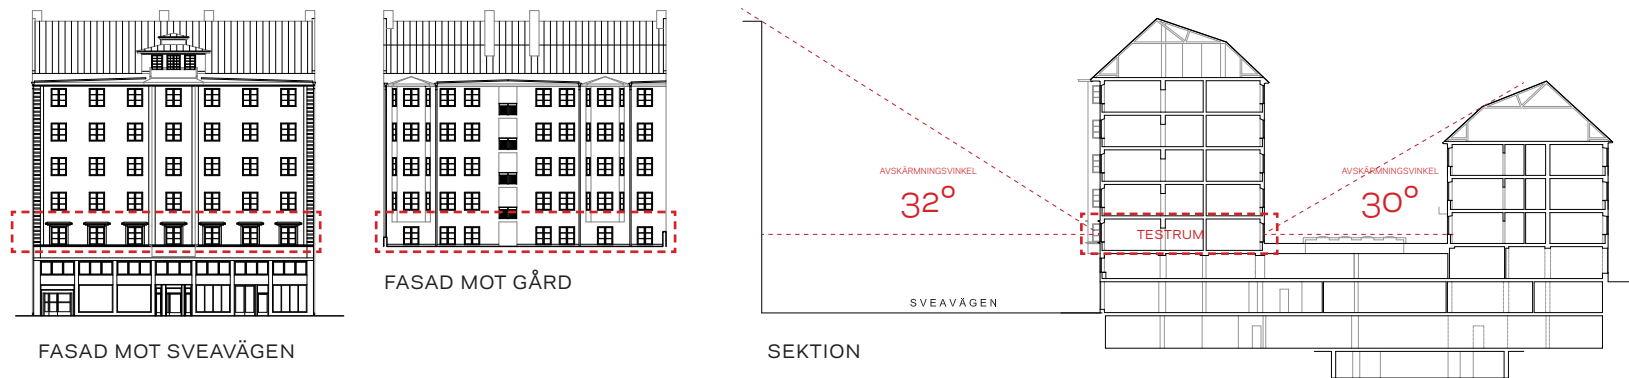 FASAD MOT SVEAVÄGEN
FASAD MOT GÅRD
AVSKÄRMNINGSVINKEL
32°
TESTRUM
AVSKÄRMNINGSVINKEL
30°
SVEAVÄGEN
SEKTION